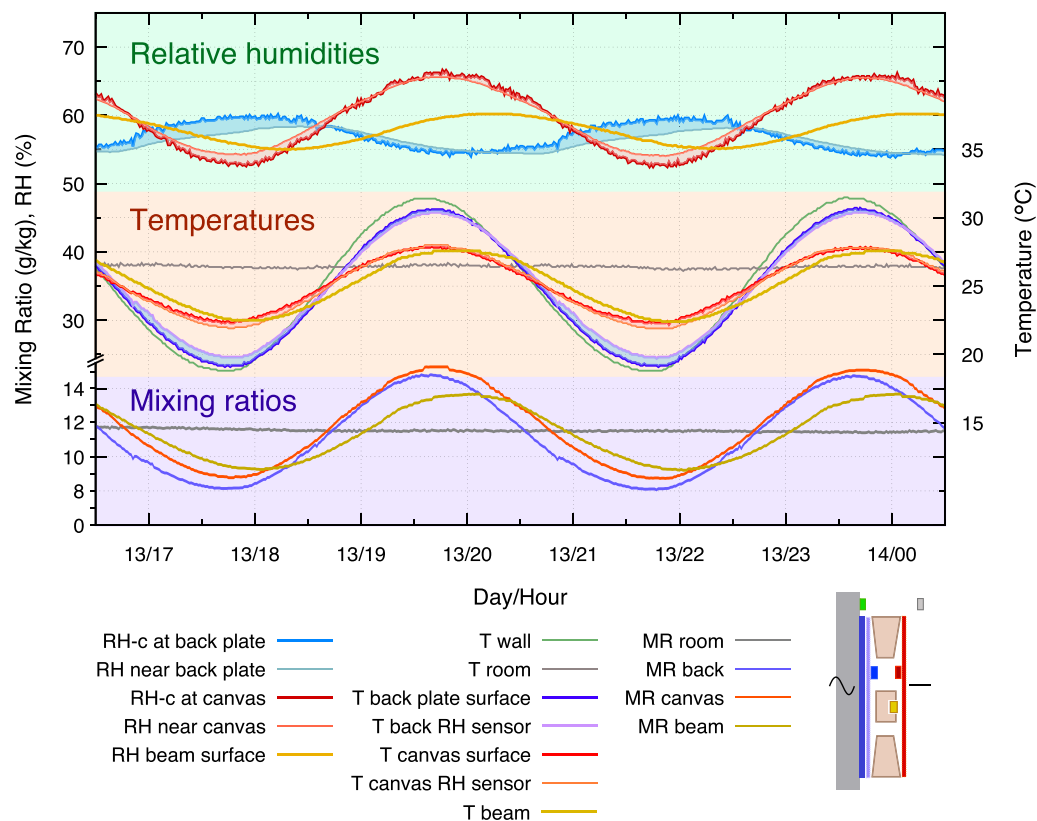 Relative humidities
Temperatures
Mixing ratios
Mixing Ratio (g/kg), RH (%)
70
60
50
40
30
14
12
10
8
0
35
30
25
20
15
Temperature (ºC)
13/17 13/18 13/19 13/20 13/21 13/22 13/23 14/00
Day/Hour
RH-c at back plate
RH near back plate
RH-c at canvas
RH near canvas
RH beam surface
T wall
T room
T back plate surface
T back RH sensor
T canvas surface
T canvas RH sensor
T beam
MR room
MR back
MR canvas
MR beam